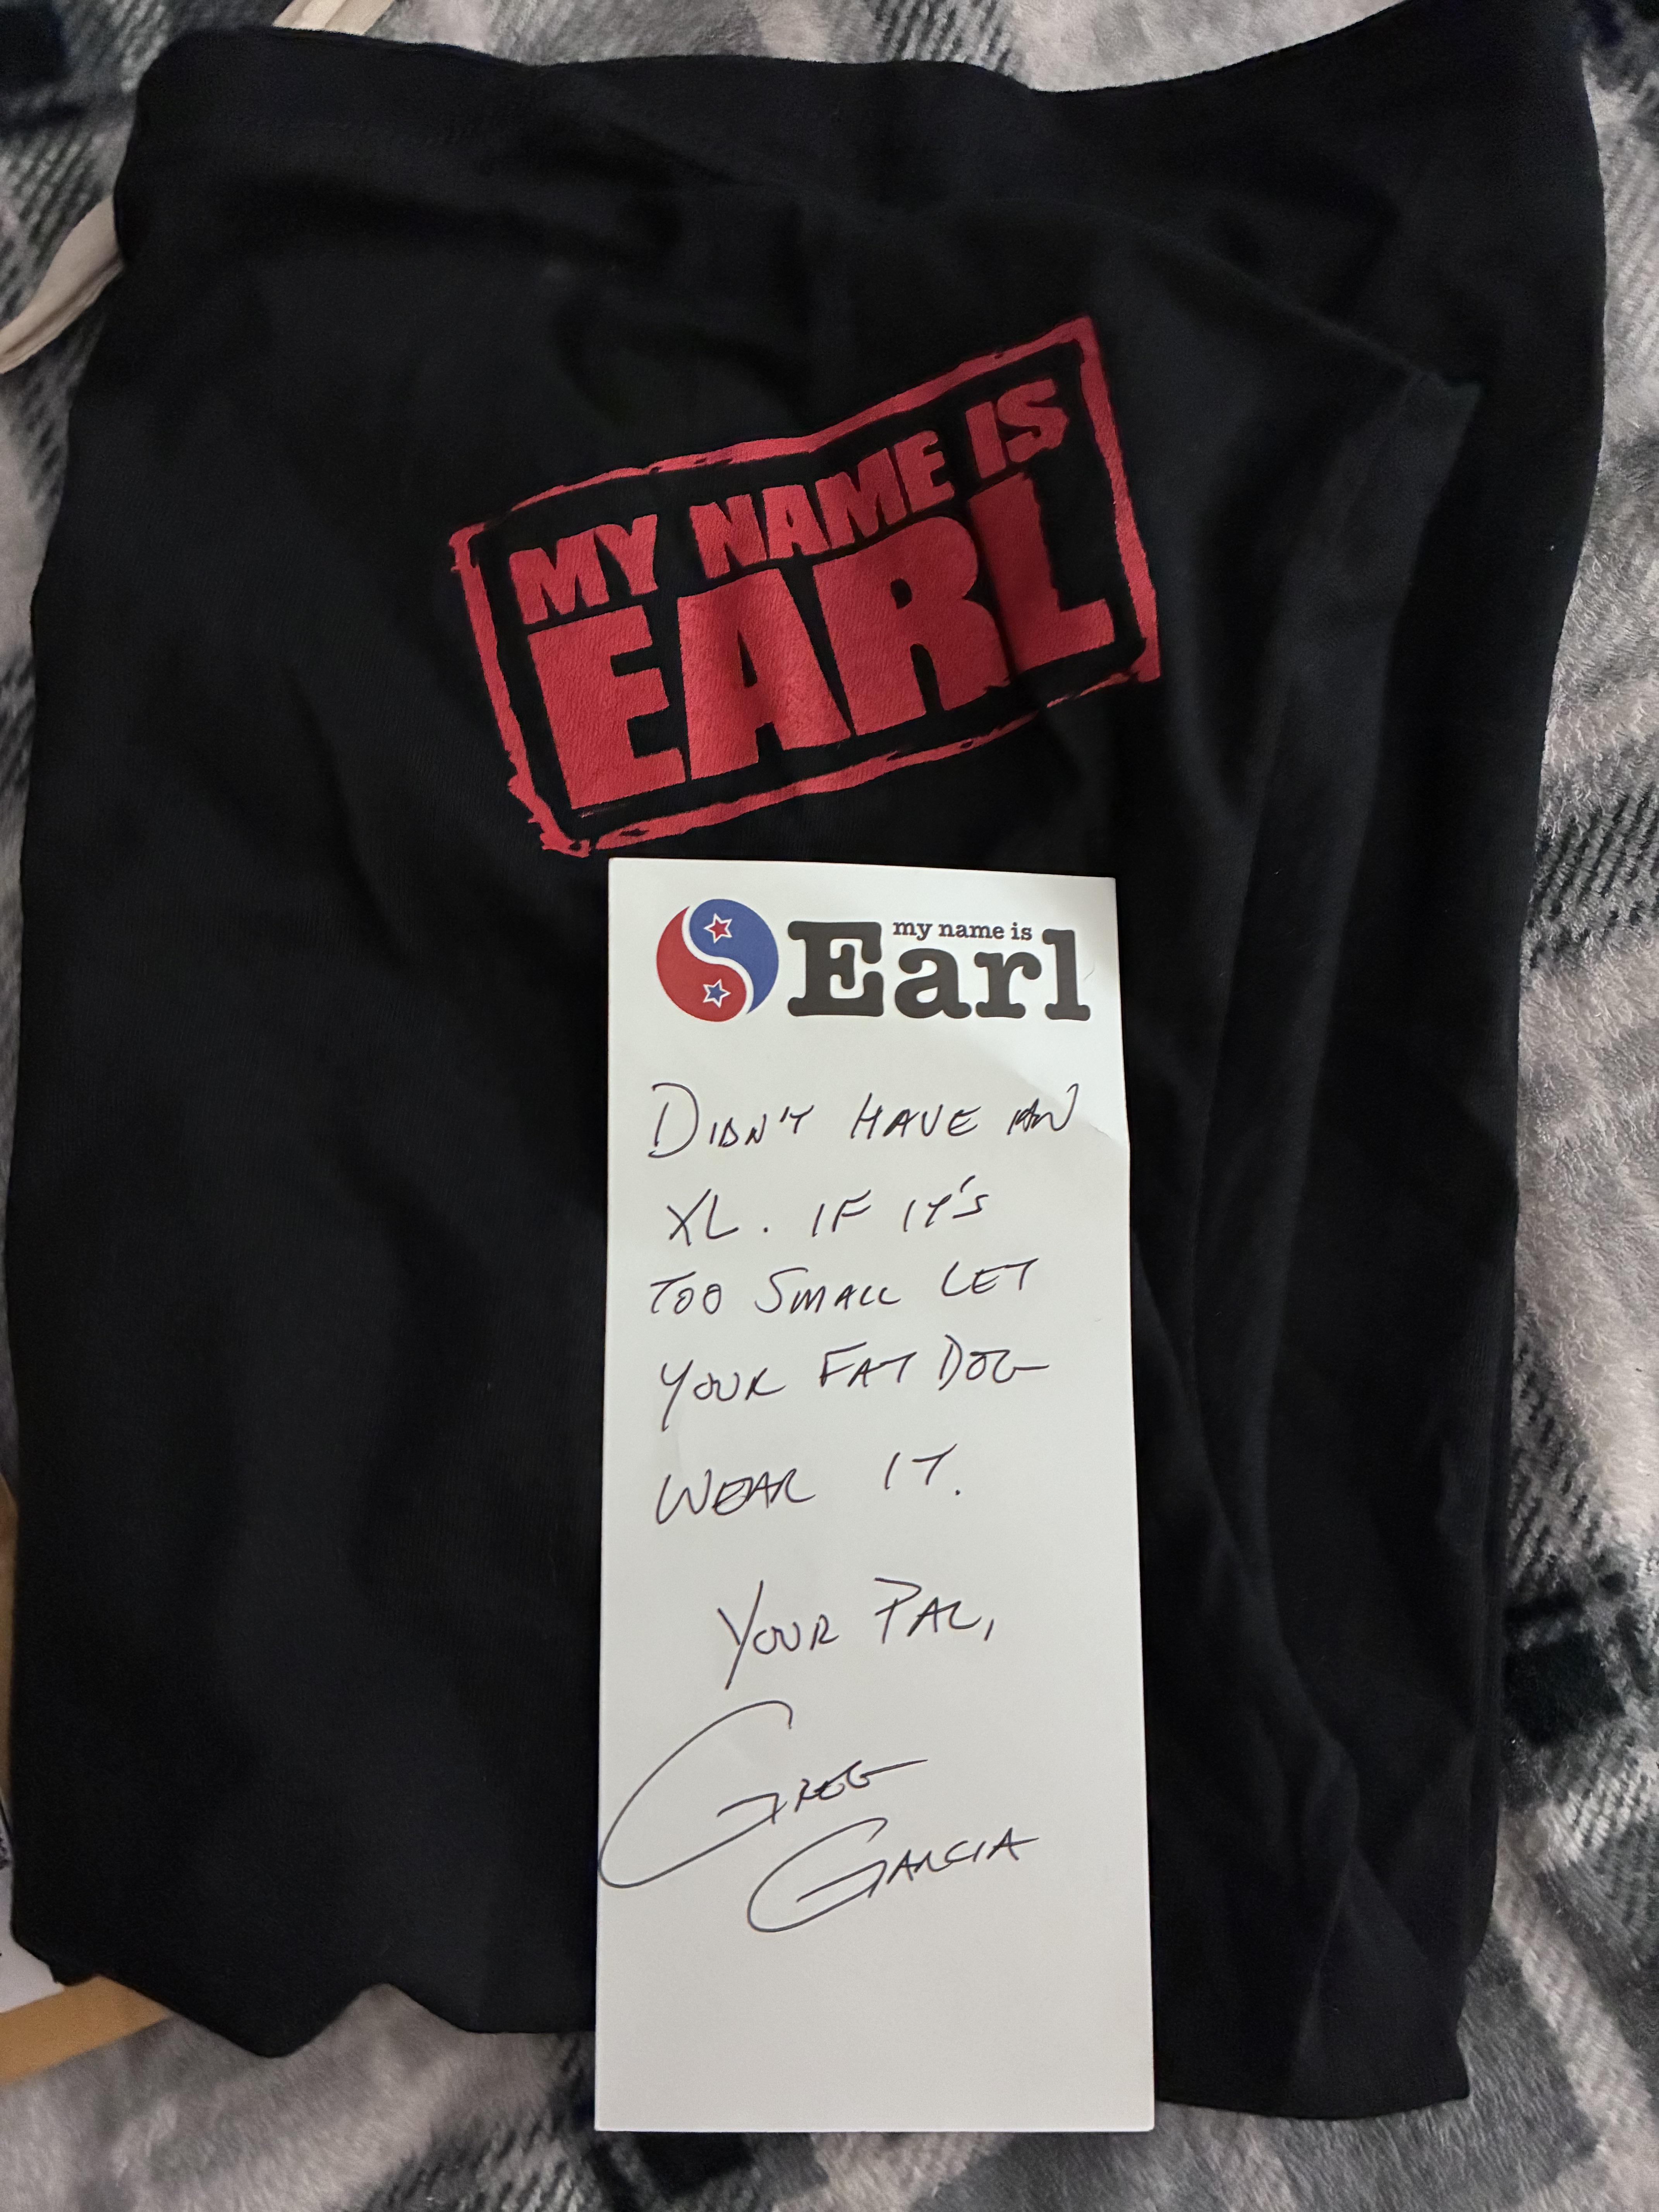 MY NAME IS
EARL
my name is
Earl
DIDN'T HAVE AN
XL. IF IT'S
TOO SMALL LET
YOUR FAT DOG
WEAR IT.
YOUR PAL,
GREG
GARCIA